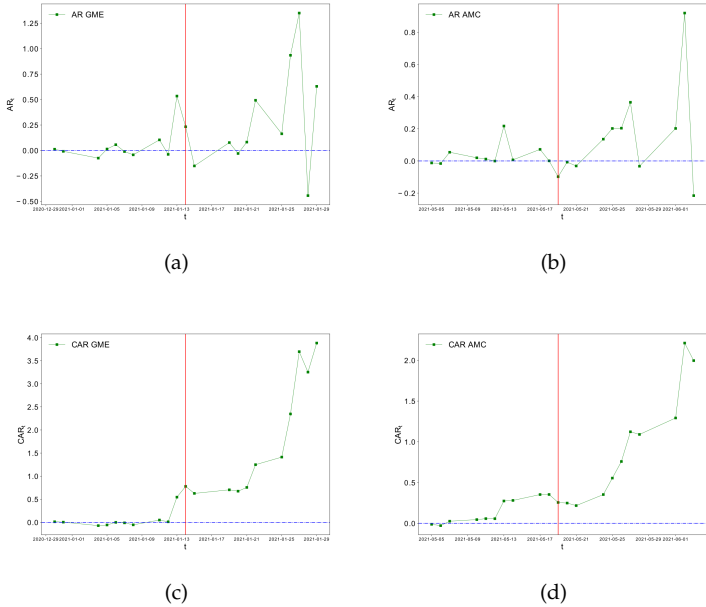 AR GME
1.25
1.00
0.75
0.50
0.25
0.00
−0.25
−0.50
AR_t
2020-12-29 2021-01-01 2021-01-05 2021-01-09 2021-01-13 2021-01-17 2021-01-21 2021-01-25 2021-01-29
t
(a)
AR AMC
0.8
0.6
0.4
0.2
0.0
−0.2
AR_t
2021-05-05 2021-05-09 2021-05-13 2021-05-17 2021-05-21 2021-05-25 2021-05-29 2021-06-01
t
(b)
CAR GME
4.0
3.5
3.0
2.5
2.0
1.5
1.0
0.5
0.0
CAR_t
2020-12-29 2021-01-01 2021-01-05 2021-01-09 2021-01-13 2021-01-17 2021-01-21 2021-01-25 2021-01-29
t
(c)
CAR AMC
2.0
1.5
1.0
0.5
0.0
CAR_t
2021-05-05 2021-05-09 2021-05-13 2021-05-17 2021-05-21 2021-05-25 2021-05-29 2021-06-01
t
(d)